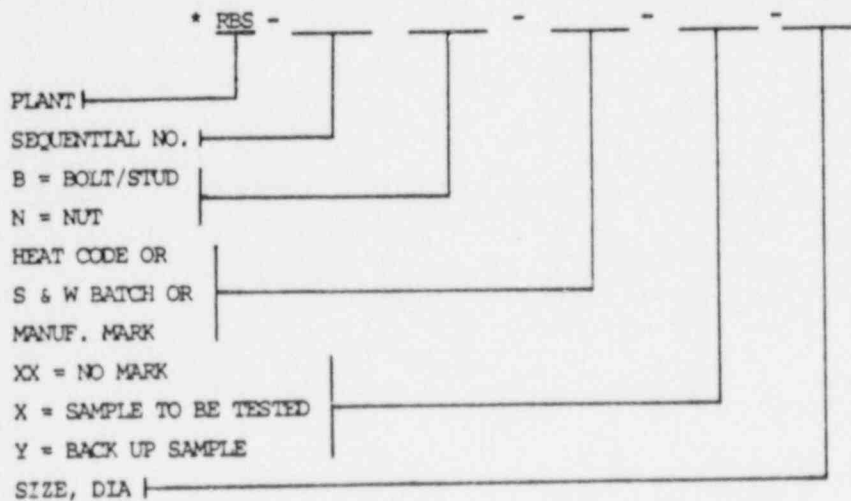 * RBS - ____ ____ - ____ - ____ - ____
PLANT
SEQUENTIAL NO.
B = BOLT/STUD
N = NUT
HEAT CODE OR
S & W BATCH OR
MANUF. MARK
XX = NO MARK
X = SAMPLE TO BE TESTED
Y = BACK UP SAMPLE
SIZE, DIA